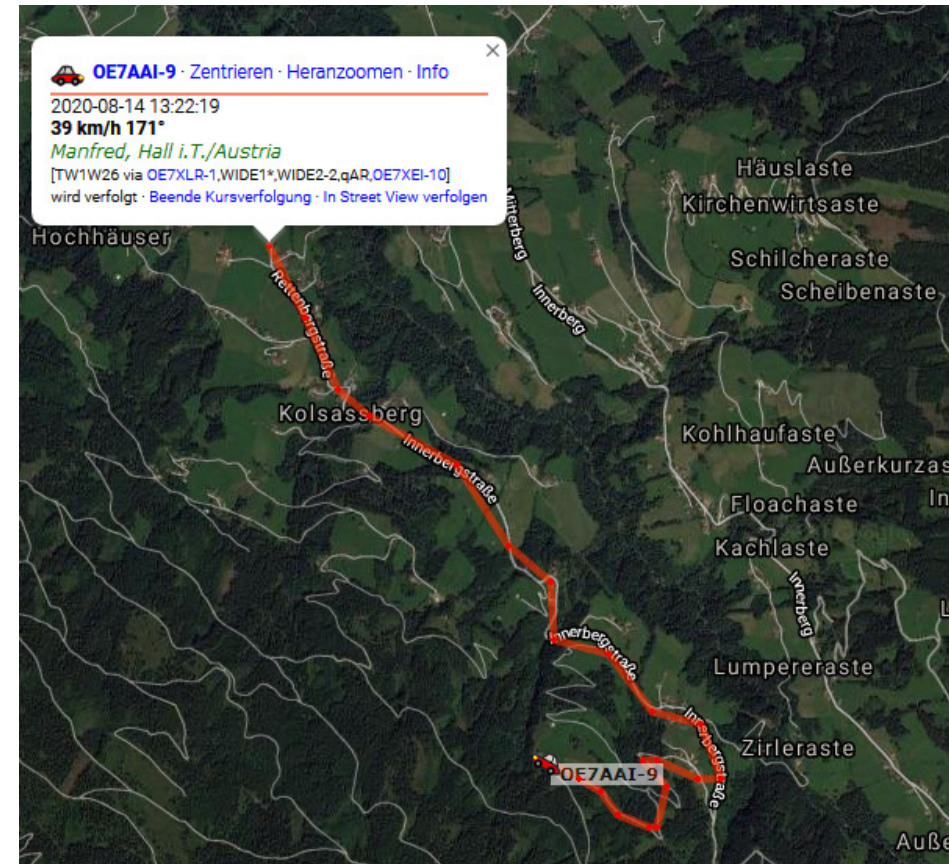 OE7AAI-9 · Zentrieren · Heranzoomen · Info
2020-08-14 13:22:19
39 km/h 171°
Manfred, Hall i.T./Austria
[TW1W26 via OE7XLR-1,WIDE1*,WIDE2-2,qAR,OE7XEI-10]
wird verfolgt · Beende Kursverfolgung · In Street View verfolgen
Häuslaste
Kirchenwirtsaste
Mitterberg
Hochhäuser
Schilcheraste
Scheibenaste
Innerberg
Rettenbergstraße
Kolsassberg
Kohlhaufaste
Innerbergstraße
Außerkurzas
In
Floachaste
Kachlaste
Innerberg
L
Innerbergstraße
Lumpereraste
Innerbergstraße
Zirleraste
OE7AAI-9
Auße